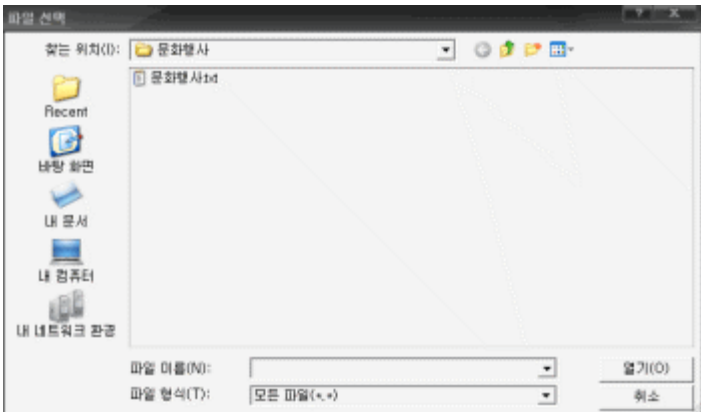 파일 선택
찾는 위치(I): 문화행사
문화행사.txt
Recent
바탕 화면
내 문서
내 컴퓨터
내 네트워크 환경
파일 이름(N): 열기(O)
파일 형식(T): 모든 파일(*.*) 취소